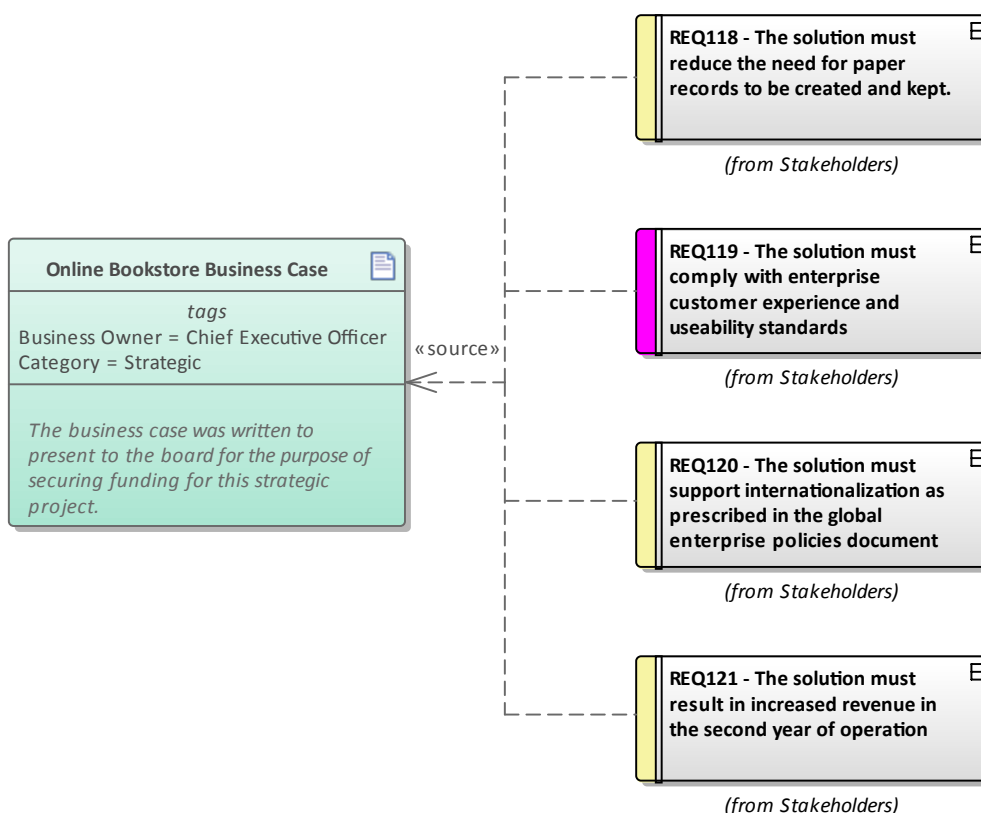 Online Bookstore Business Case
tags
Business Owner = Chief Executive Officer
Category = Strategic
The business case was written to
present to the board for the purpose of
securing funding for this strategic
project.
«source»
REQ118 - The solution must
reduce the need for paper
records to be created and kept.
(from Stakeholders)
REQ119 - The solution must
comply with enterprise
customer experience and
useability standards
(from Stakeholders)
REQ120 - The solution must
support internationalization as
prescribed in the global
enterprise policies document
(from Stakeholders)
REQ121 - The solution must
result in increased revenue in
the second year of operation
(from Stakeholders)